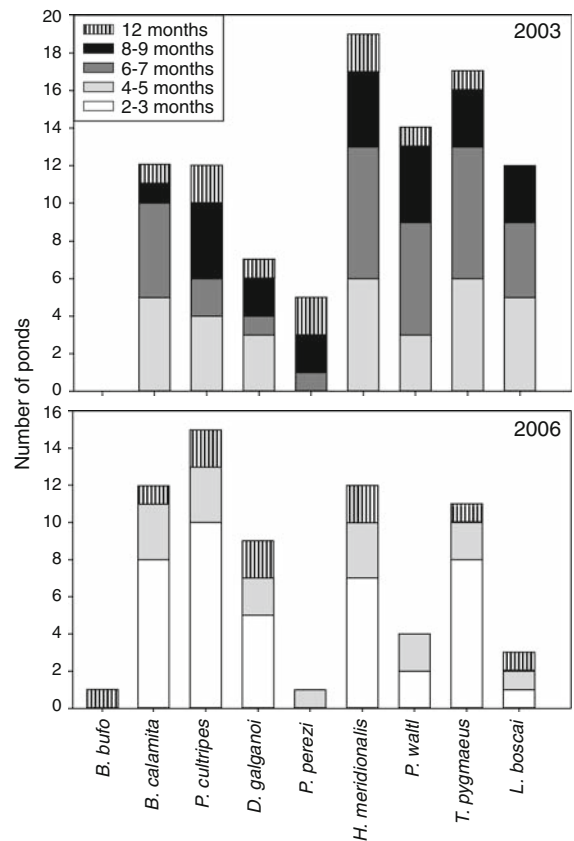 20
18
16
14
12
10
8
6
4
2
0
12 months
8-9 months
6-7 months
4-5 months
2-3 months
2003
Number of ponds
16
14
12
10
8
6
4
2
0
2006
B. bufo
B. calamita
P. cultripes
D. galganoi
P. perezi
H. meridionalis
P. waltl
T. pygmaeus
L. boscai